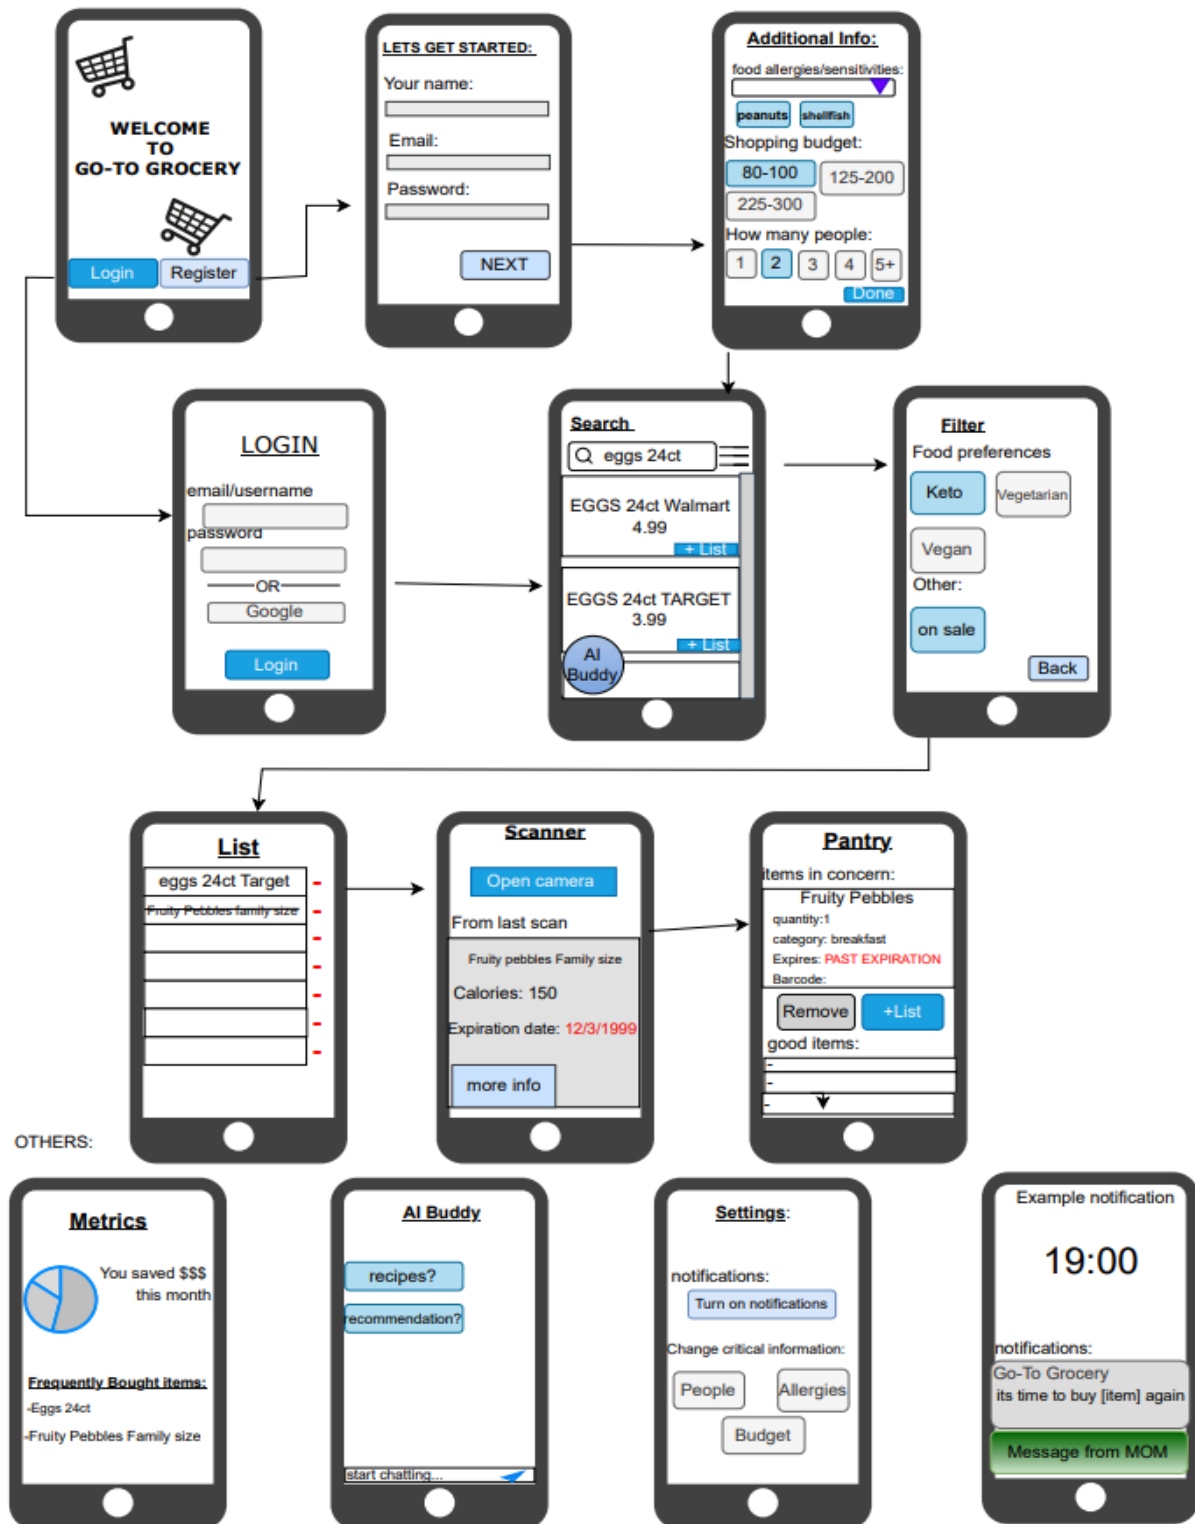 WELCOME
TO
GO-TO GROCERY
Login
Register
LETS GET STARTED:
Your name:
Email:
Password:
NEXT
Additional Info:
food allergies/sensitivities:
peanuts
shellfish
Shopping budget:
80-100
125-200
225-300
How many people:
1
2
3
4
5+
Done
LOGIN
email/username
password
OR
Google
Login
Search
eggs 24ct
EGGS 24ct Walmart
4.99
+ List
EGGS 24ct TARGET
3.99
+ List
AI
Buddy
Filter
Food preferences
Keto
Vegetarian
Vegan
Other:
on sale
Back
List
eggs 24ct Target
-
Fruity Pebbles family size
-
-
-
-
-
-
Scanner
Open camera
From last scan
Fruity pebbles Family size
Calories: 150
Expiration date: 12/3/1999
more info
Pantry
items in concern:
Fruity Pebbles
quantity:1
category: breakfast
Expires: PAST EXPIRATION
Barcode:
Remove
+List
good items:
-
-
-
OTHERS:
Metrics
You saved $$$
this month
Frequently Bought items:
-Eggs 24ct
-Fruity Pebbles Family size
AI Buddy
recipes?
recommendation?
start chatting...
Settings:
notifications:
Turn on notifications
Change critical information:
People
Allergies
Budget
Example notification
19:00
notifications:
Go-To Grocery
its time to buy [item] again
Message from MOM